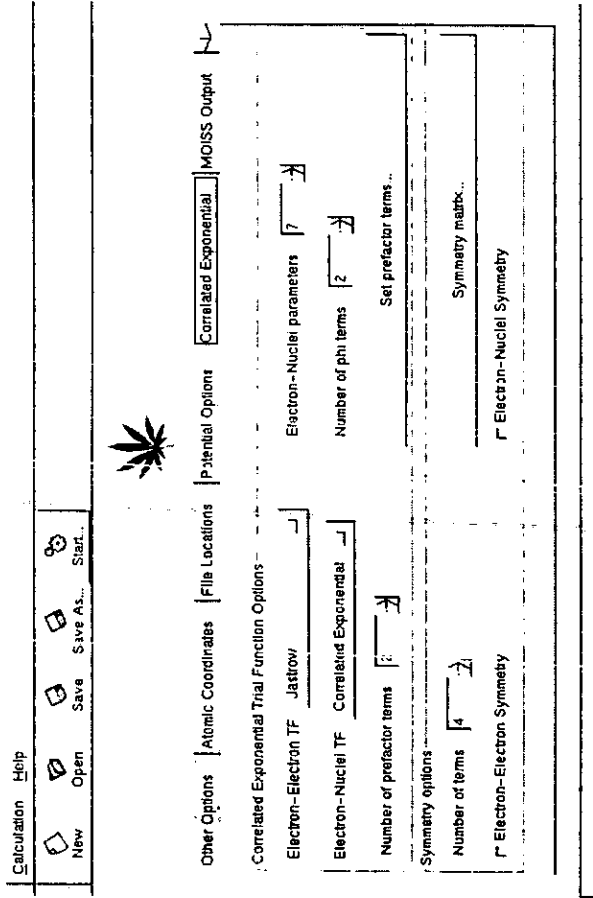 Calculation Help
New Open Save Save As... Start...
Other Options Atomic Coordinates File Locations Potential Options Correlated Exponential MOISS Output
Correlated Exponential Trial Function Options
Electron-Electron TF Jastrow Electron-Nuclei parameters 7
Electron-Nuclei TF Correlated Exponential Number of phi terms 2
Number of prefactor terms 2 Set prefactor terms...
Symmetry options
Number of terms 4 Symmetry matrix...
Electron-Electron Symmetry Electron-Nuclei Symmetry